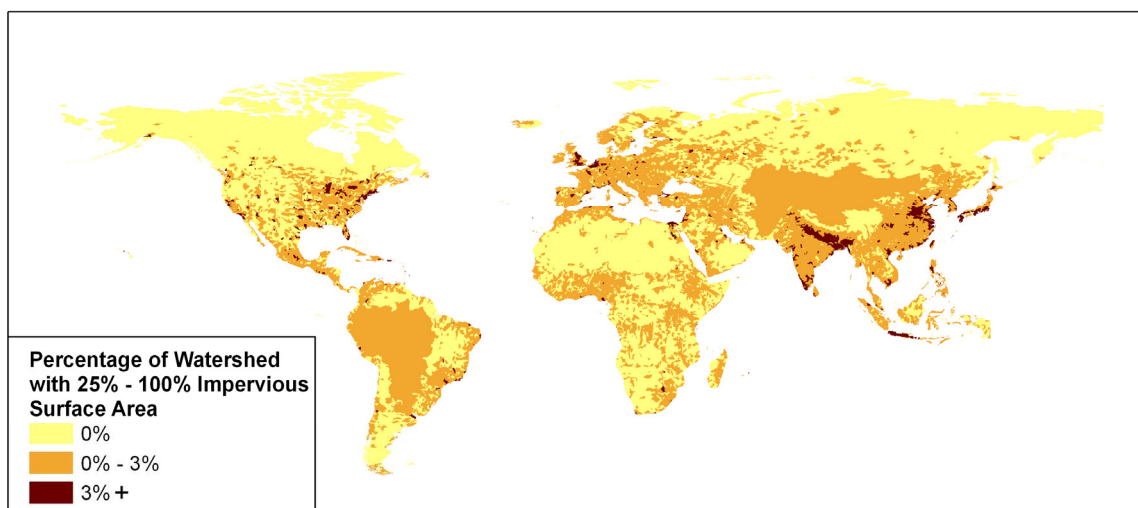 Percentage of Watershed
with 25% - 100% Impervious
Surface Area
0%
0% - 3%
3% +